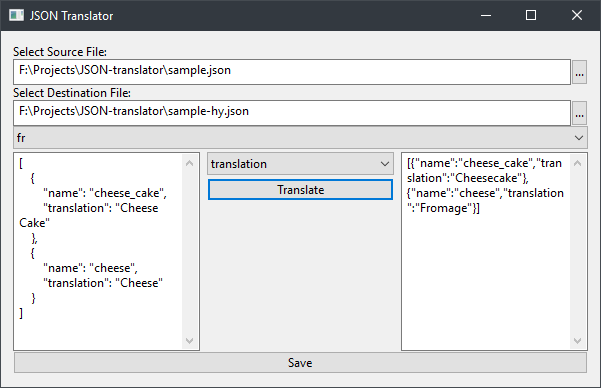 JSON Translator
Select Source File:
F:\Projects\JSON-translator\sample.json
...
Select Destination File:
F:\Projects\JSON-translator\sample-hy.json
...
fr
[
{
"name": "cheese_cake",
"translation": "Cheese
Cake"
},
{
"name": "cheese",
"translation": "Cheese"
}
]
translation
Translate
[{"name":"cheese_cake","tran
slation":"Cheesecake"},
{"name":"cheese","translation
":"Fromage"}]
Save